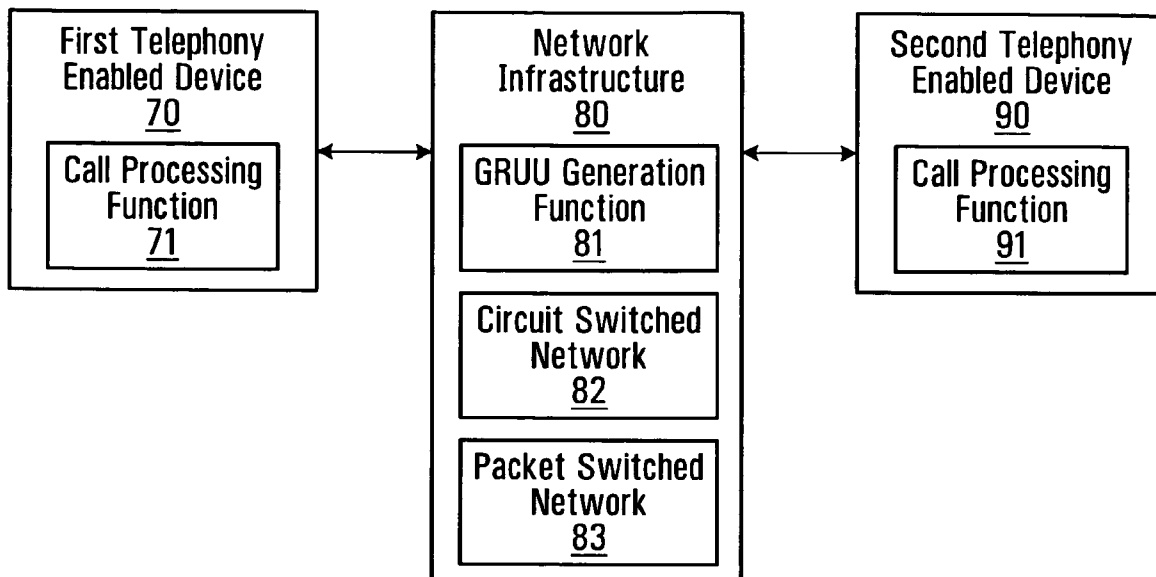 First Telephony
Enabled Device
70
Call Processing
Function
71
Network
Infrastructure
80
GRUU Generation
Function
81
Circuit Switched
Network
82
Packet Switched
Network
83
Second Telephony
Enabled Device
90
Call Processing
Function
91